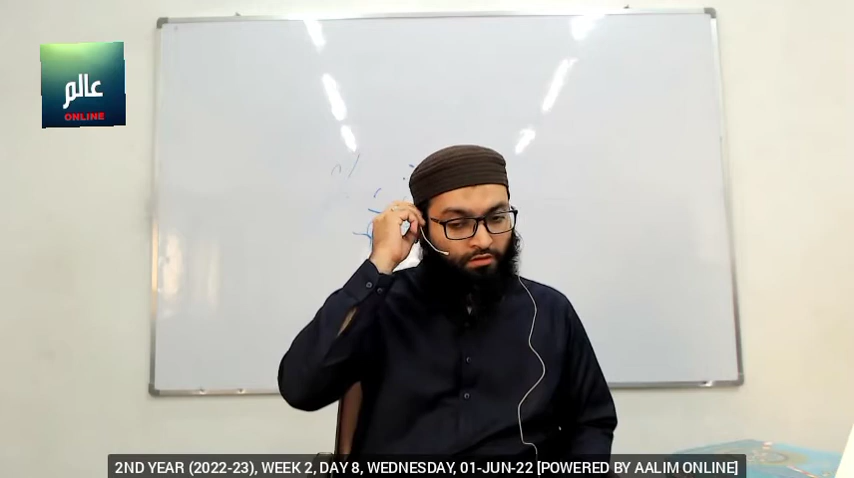 عالم
ONLINE
2ND YEAR (2022-23), WEEK 2, DAY 8, WEDNESDAY, 01-JUN-22 [POWERED BY AALIM ONLINE]